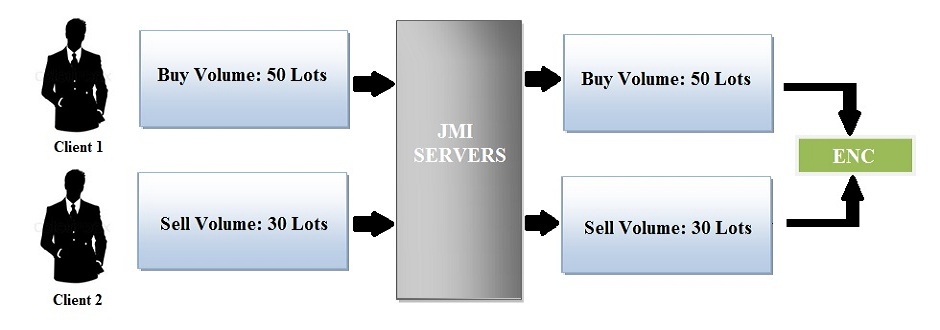 Buy Volume: 50 Lots
Buy Volume: 50 Lots
Client 1
JMI
SERVERS
ENC
Sell Volume: 30 Lots
Sell Volume: 30 Lots
Client 2